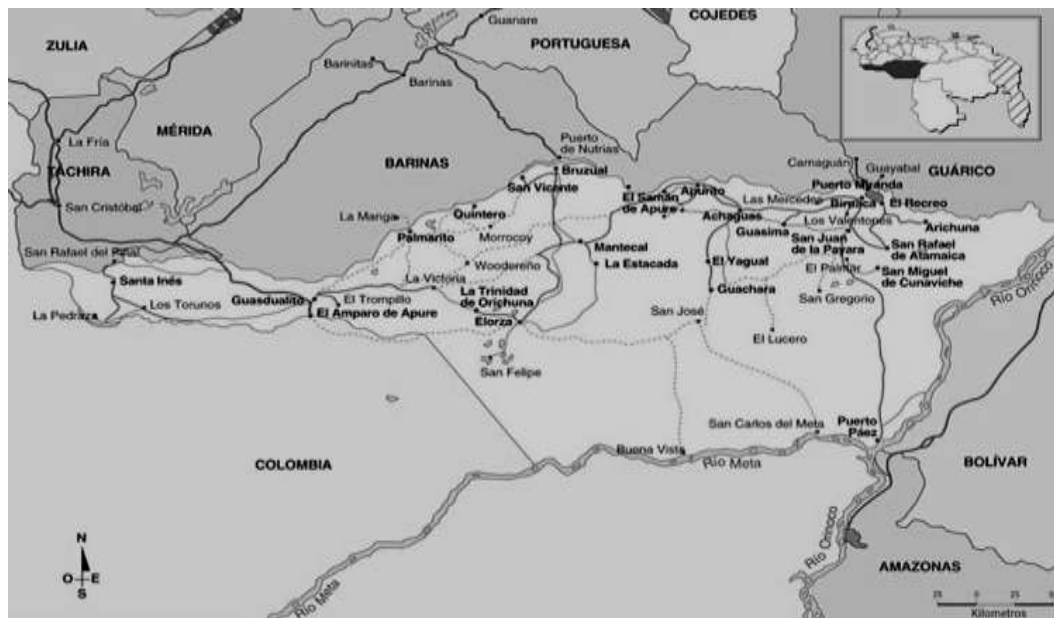 COJEDES
Guanare
ZULIA
PORTUGUESA
Barinitas
Barinas
MÉRIDA
La Fría
Puerto
de Nutrias
Camaguán
Guayabal
BARINAS
GUÁRICO
TÁCHIRA
Bruzual
San Vicente
Puerto Miranda
El Samán
de Apure
Apurito
Las Mercedes
Biruaca
El Recreo
San Cristóbal
La Manga
Quintero
Achaguas
Los Valentones
Arichuna
Palmarito
Morrocoy
Guasima
San Juan
de la Payara
San Rafael
de Atamaica
Mantecal
San Rafael del Piñal
Woodereño
La Estacada
El Yagual
El Palmar
San Miguel
de Cunaviche
Santa Inés
La Victoria
La Trinidad
de Orichuna
Guachara
San Gregorio
Río Orinoco
Guasdualito
El Trompillo
Los Torunos
El Amparo de Apure
La Pedraza
Elorza
San José
El Lucero
San Felipe
San Carlos del Meta
Puerto
Páez
Buena Vista
Río Meta
COLOMBIA
BOLÍVAR
N
O E
S
Río Orinoco
Río Meta
AMAZONAS
25 0 25
Kilometros